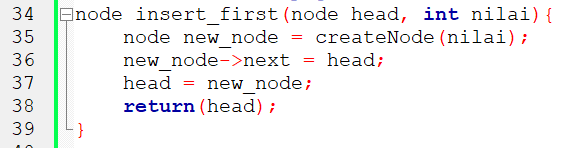 34 node insert_first(node head, int nilai){
35 node new_node = createNode(nilai);
36 new_node->next = head;
37 head = new_node;
38 return(head);
39 }